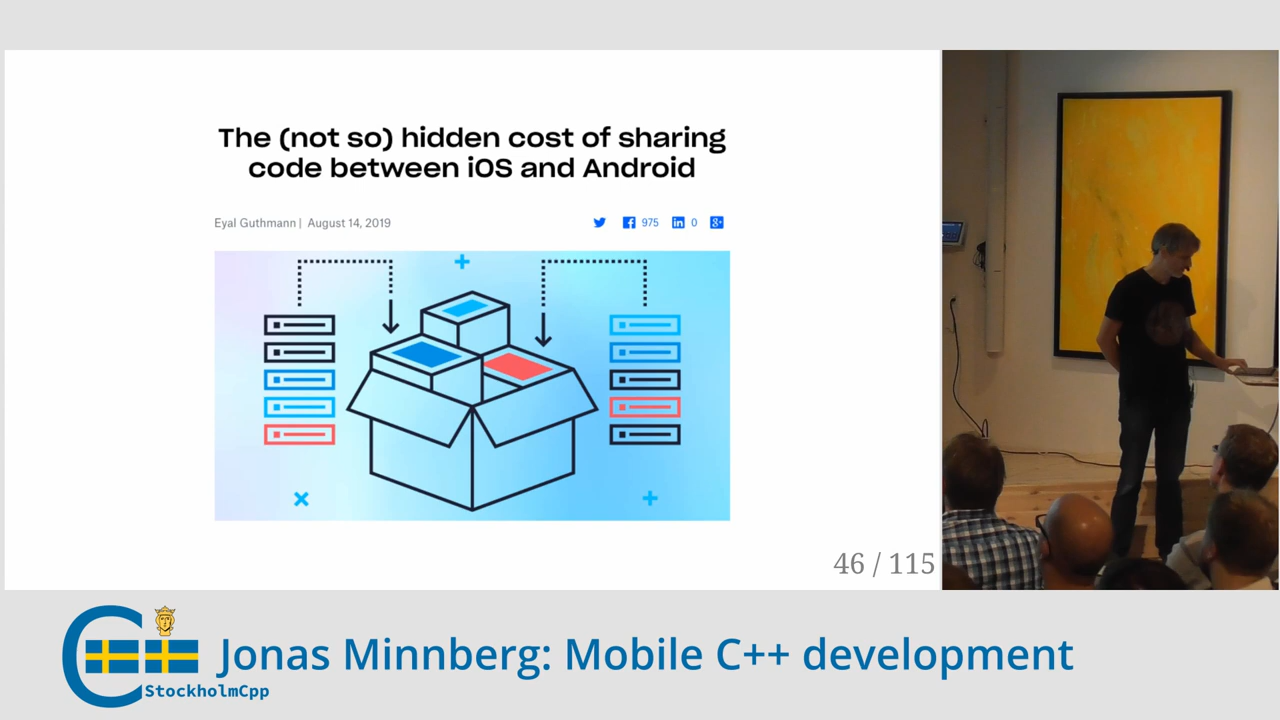 The (not so) hidden cost of sharing
code between iOS and Android
Eyal Guthmann | August 14, 2019
975
0
46 / 115
StockholmCpp
Jonas Minnberg: Mobile C++ development